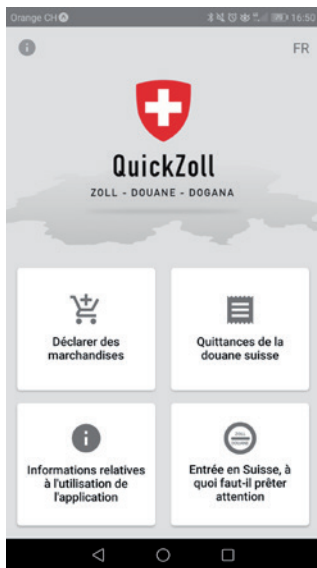 Orange CH
16:50
FR
QuickZoll
ZOLL - DOUANE - DOGANA
Déclarer des
marchandises
Quittances de la
douane suisse
Informations relatives
à l'utilisation de
l'application
Entrée en Suisse, à
quoi faut-il prêter
attention